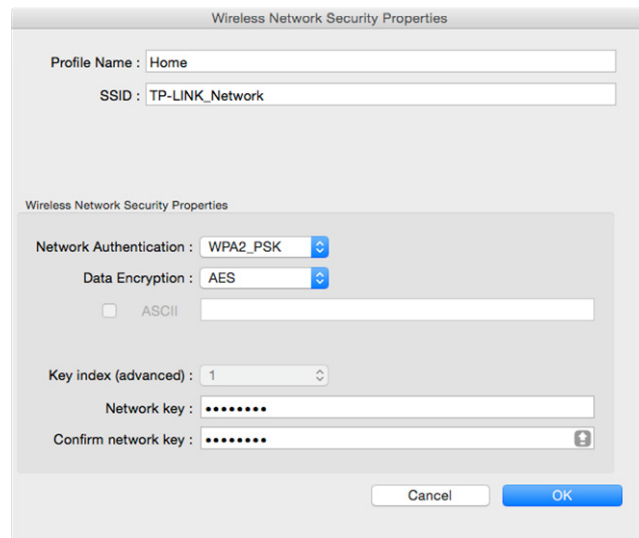 Wireless Network Security Properties
Profile Name : Home
SSID : TP-LINK_Network
Wireless Network Security Properties
Network Authentication : WPA2_PSK
Data Encryption : AES
ASCII
Key index (advanced) : 1
Network key : ••••••••
Confirm network key : ••••••••
Cancel OK